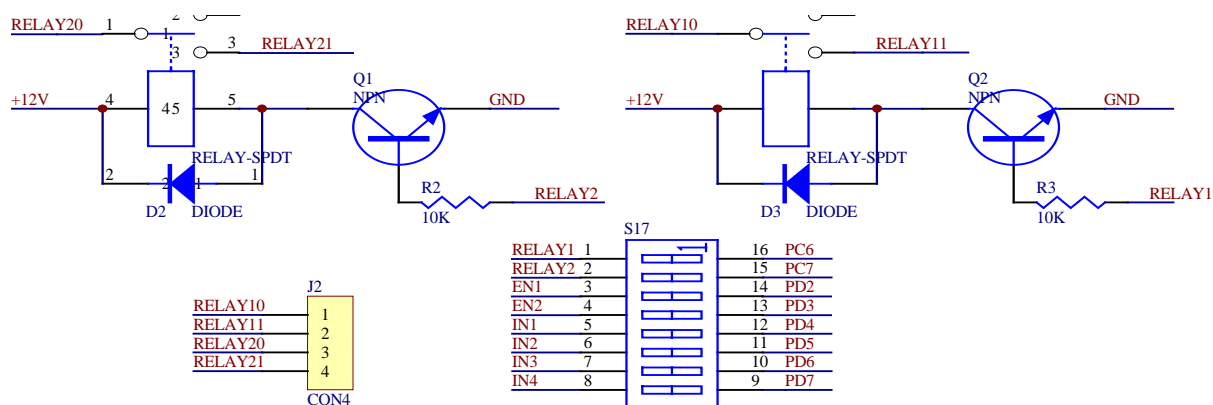 2
RELAY20 1 1
3 3 RELAY21
RELAY10
RELAY11
Q1
NPN
+12V 4 45 5 GND
RELAY-SPDT
2 2 1 1
D2 DIODE
R2
10K
RELAY2
Q2
NPN
+12V GND
RELAY-SPDT
D3 DIODE
R3
10K
RELAY1
S17
1
RELAY1 1 16 PC6
RELAY2 2 15 PC7
EN1 3 14 PD2
EN2 4 13 PD3
IN1 5 12 PD4
IN2 6 11 PD5
IN3 7 10 PD6
IN4 8 9 PD7
J2
RELAY10 1
RELAY11 2
RELAY20 3
RELAY21 4
CON4